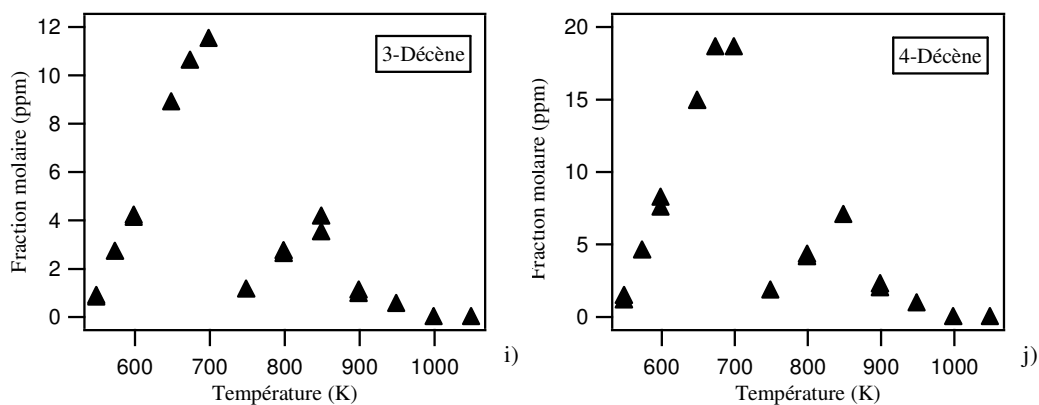 12
10
8
6
4
2
0
Fraction molaire (ppm)
3-Décène
600 700 800 900 1000
Température (K)
i)
20
15
10
5
0
Fraction molaire (ppm)
4-Décène
600 700 800 900 1000
Température (K)
j)